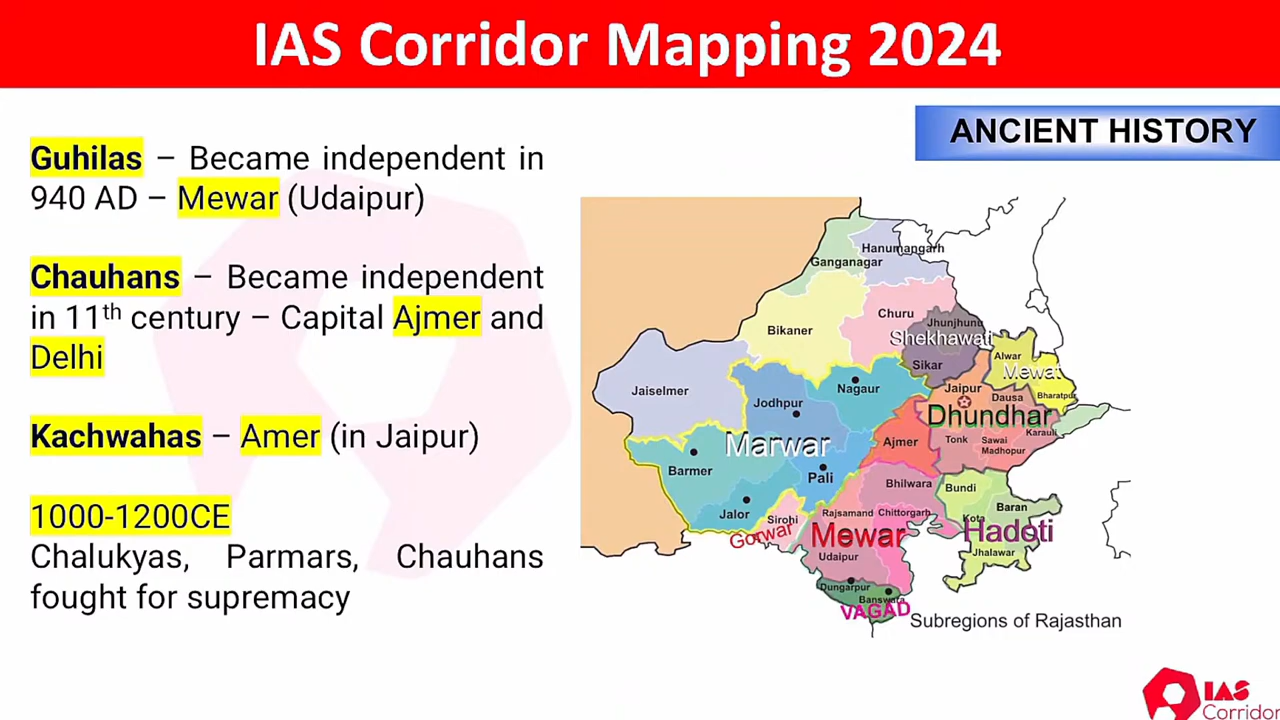 IAS Corridor Mapping 2024
ANCIENT HISTORY
Guhilas – Became independent in
940 AD – Mewar (Udaipur)
Chauhans – Became independent
in 11th century – Capital Ajmer and
Delhi
Kachwahas – Amer (in Jaipur)
1000-1200CE
Chalukyas, Parmars, Chauhans
fought for supremacy
Hanumangarh
Ganganagar
Churu
Bikaner
Jhunjhunu
Shekhawati
Sikar
Alwar
Mewat
Bharatpur
Jaiselmer
Nagaur
Jodhpur
Jaipur
Dausa
Dhundhar
Karauli
Marwar
Ajmer
Tonk
Sawai
Madhopur
Barmer
Pali
Bhilwara
Bundi
Baran
Jalor
Sirohi
Gorwar
Rajsamand
Chittorgarh
Kota
Mewar
Hadoti
Udaipur
Jhalawar
Dungarpur
Banswara
VAGAD
Subregions of Rajasthan
IAS
Corridor